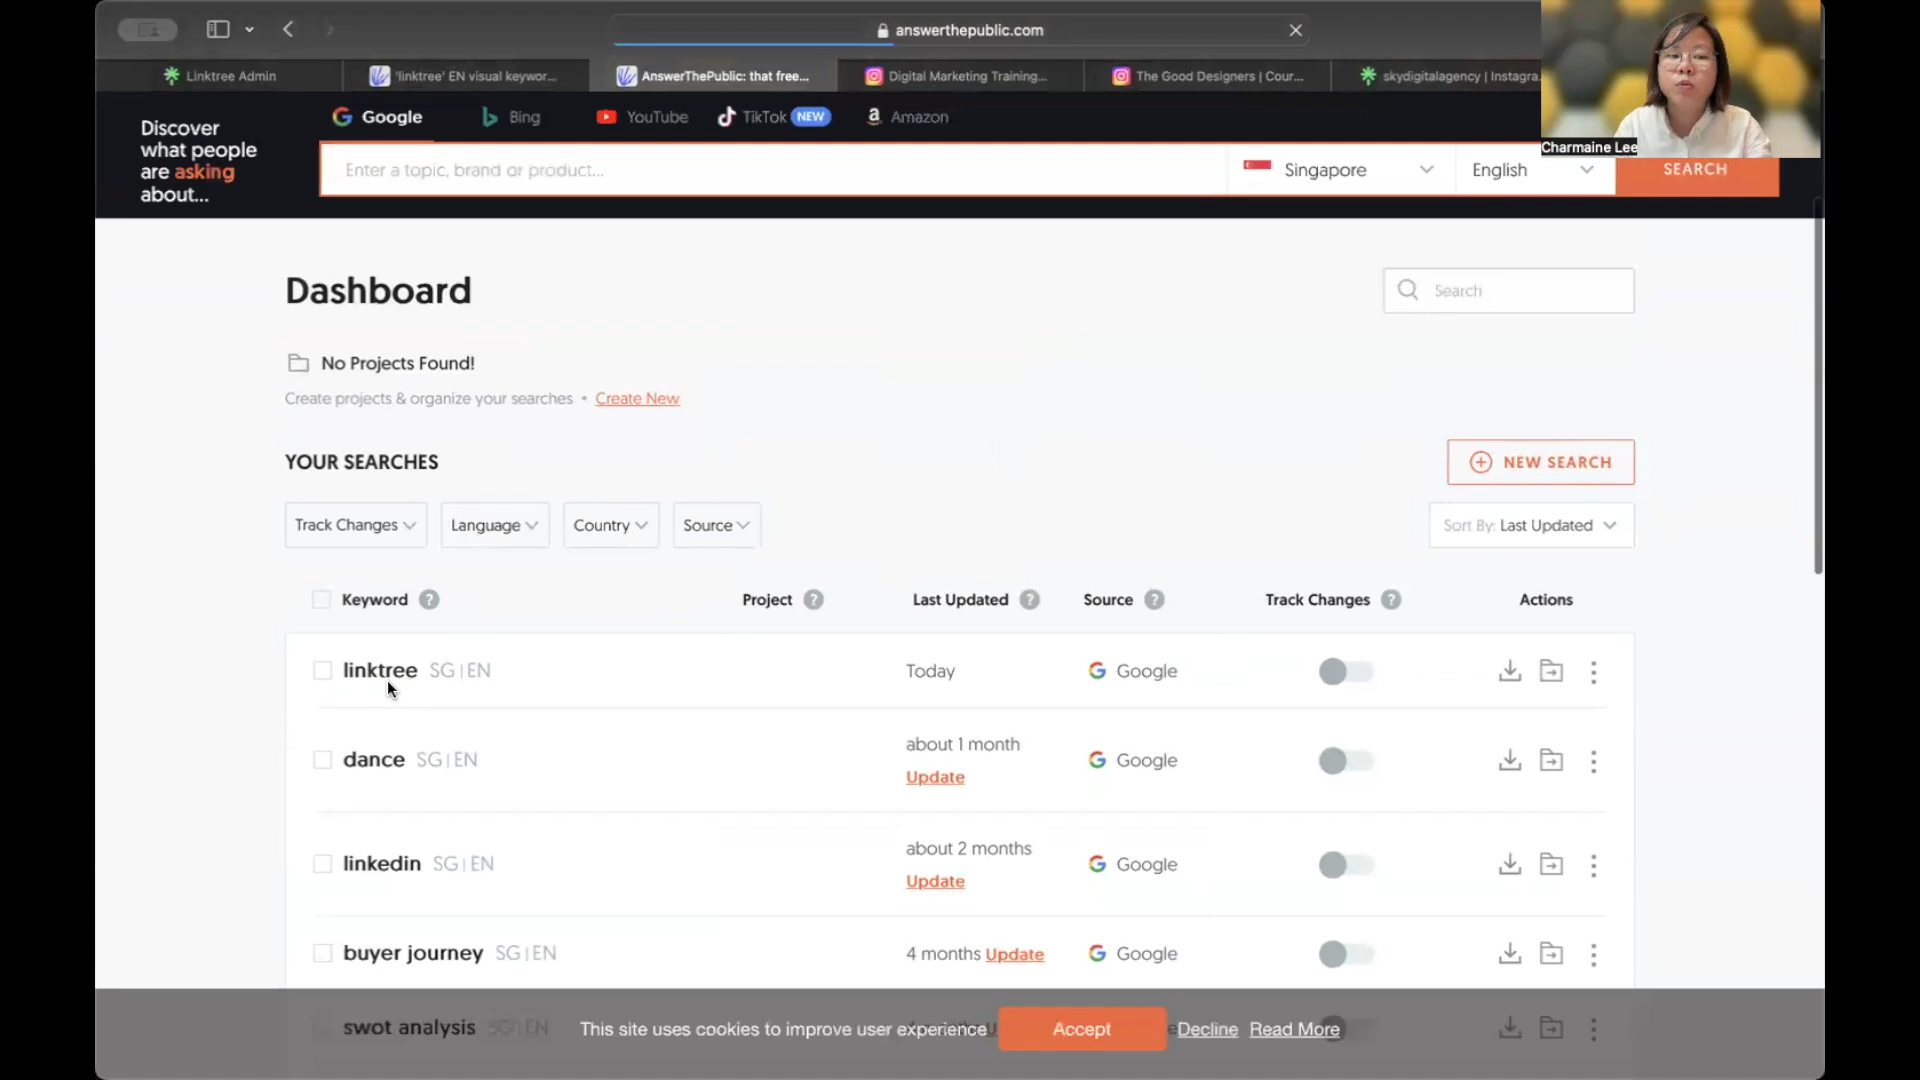 answerthepublic.com
Linktree Admin
'linktree' EN visual keywor...
AnswerThePublic: that free...
Digital Marketing Training...
The Good Designers | Cour...
skydigitalagency | Instagra
Charmaine Lee
Discover
what people
are asking
about...
Google
Bing
YouTube
TikTok NEW
Amazon
Enter a topic, brand or product...
Singapore
English
SEARCH
Dashboard
Search
No Projects Found!
Create projects & organize your searches • Create New
YOUR SEARCHES
NEW SEARCH
Track Changes
Language
Country
Source
Sort By: Last Updated
Keyword ?
Project ?
Last Updated ?
Source ?
Track Changes ?
Actions
linktree SG | EN
Today
Google
dance SG | EN
about 1 month
Update
Google
linkedin SG | EN
about 2 months
Update
Google
buyer journey SG | EN
4 months Update
Google
swot analysis SG | EN
This site uses cookies to improve user experience
Accept
Decline
Read More